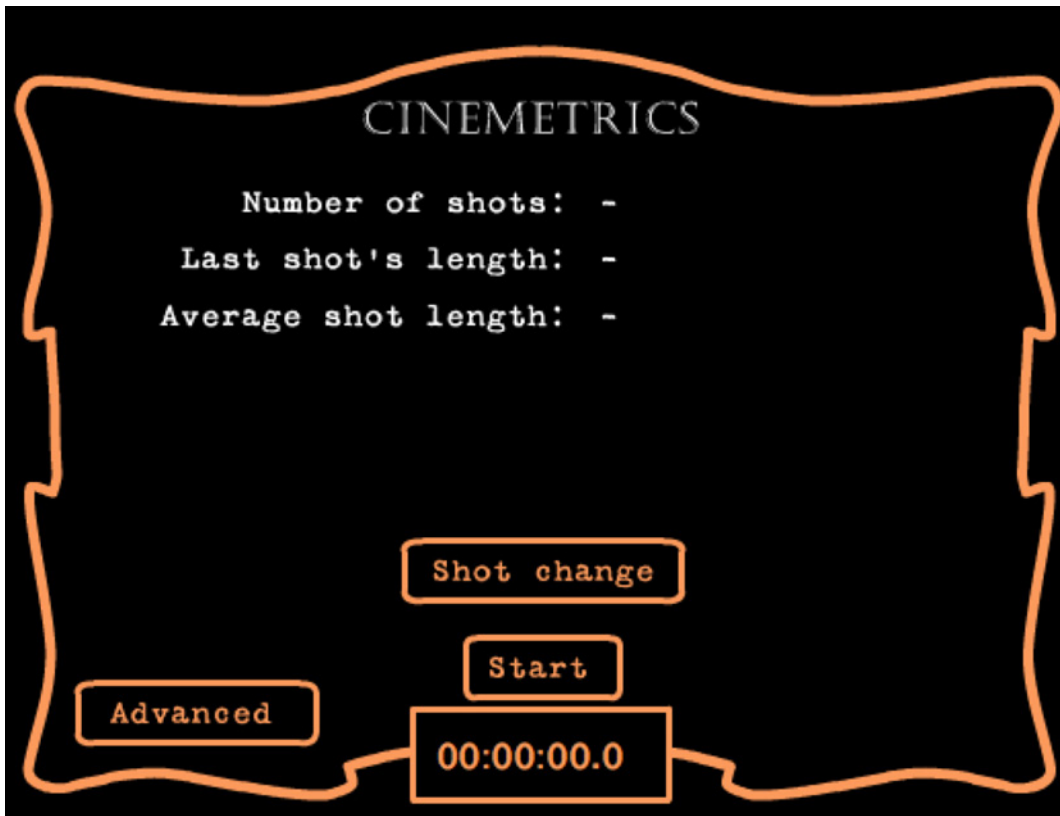 CINEMETRICS
Number of shots: -
Last shot's length: -
Average shot length: -
Shot change
Start
Advanced
00:00:00.0